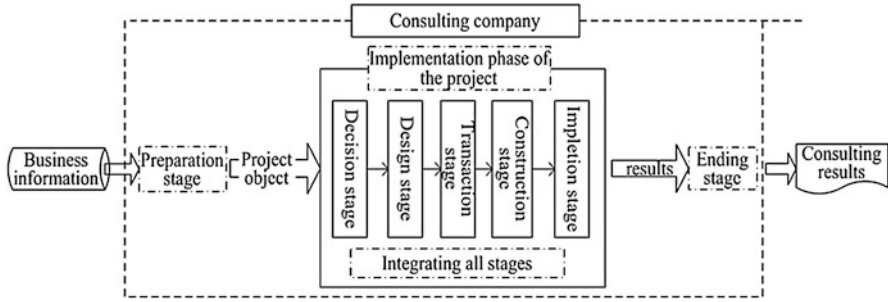 Consulting company
Implementation phase of
the project
Business
information
Preparation
stage
Project
object
Decision stage
Design stage
Transaction
stage
Construction
stage
Impletion stage
Integrating all stages
results
Ending
stage
Consulting
results